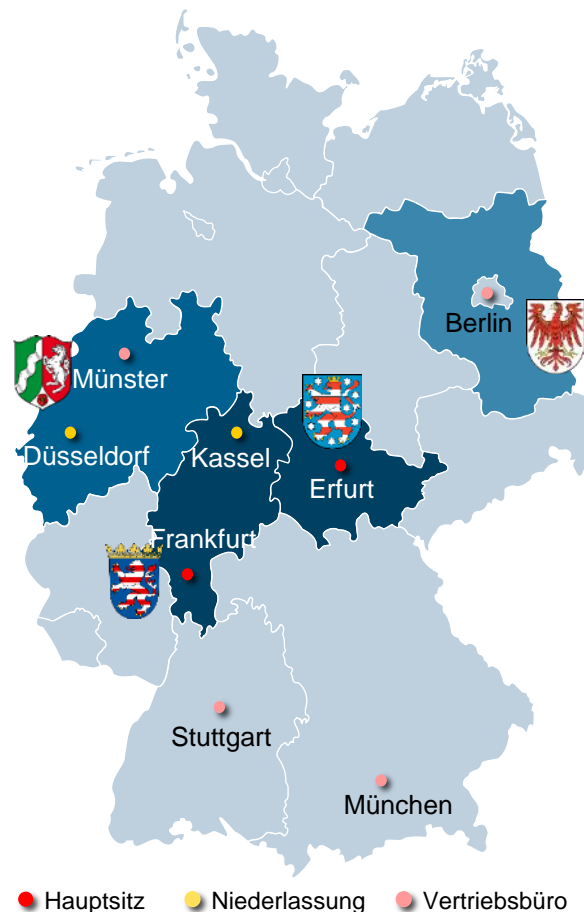 Berlin
Münster
Düsseldorf
Kassel
Erfurt
Frankfurt
Stuttgart
München
Hauptsitz
Niederlassung
Vertriebsbüro